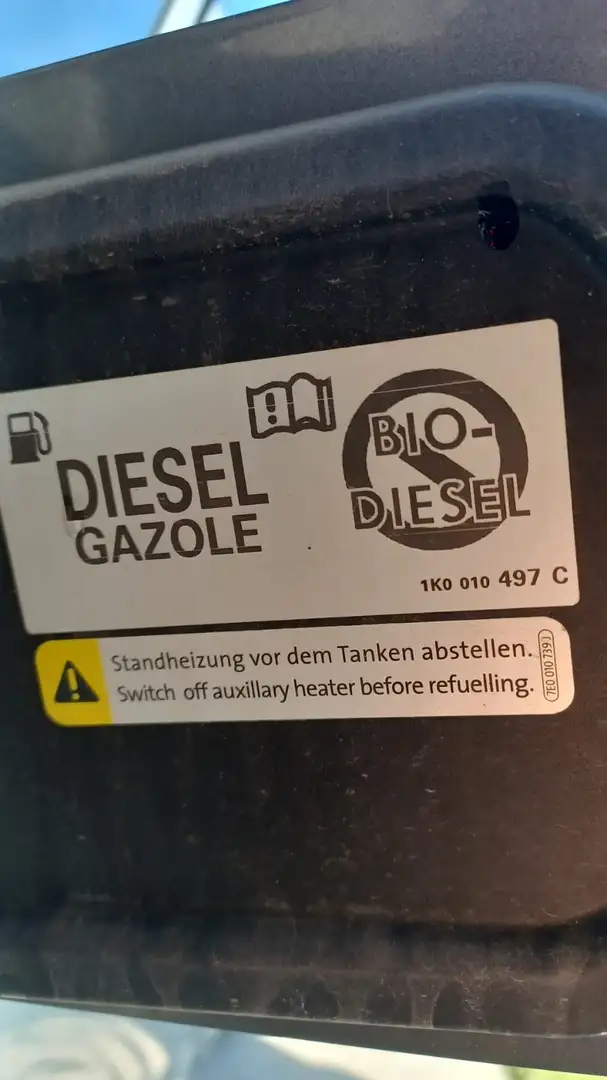 DIESEL
GAZOLE
BIO-
DIESEL
1K0 010 497 C
Standheizung vor dem Tanken abstellen.
Switch off auxillary heater before refuelling.
7E0 010 739 J